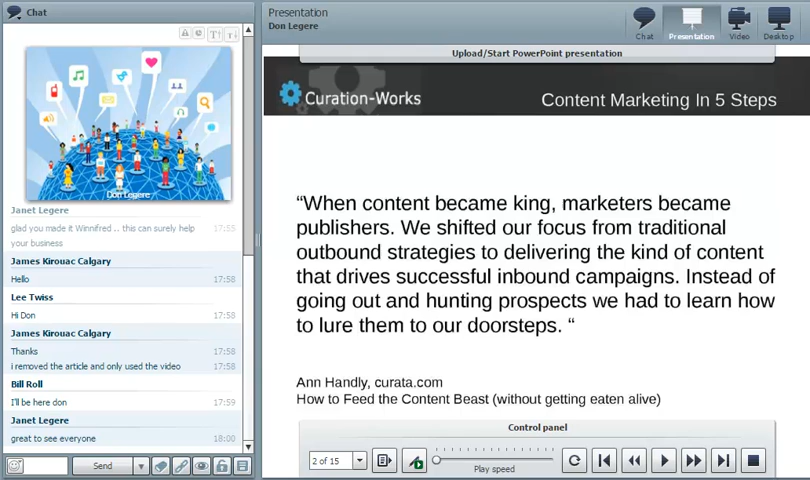 Chat
Don Legere
Janet Legere
glad you made it Winnifred .. this can surely help 17:55
your business
James Kirouac Calgary
Hello 17:58
Lee Twiss
Hi Don 17:58
James Kirouac Calgary
Thanks 17:58
i removed the article and only used the video 17:58
Bill Roll
I'll be here don 17:59
Janet Legere
great to see everyone 18:00
Send
Presentation
Don Legere
Chat
Presentation
Video
Desktop
Upload/Start PowerPoint presentation
Curation-Works
Content Marketing In 5 Steps
“When content became king, marketers became
publishers. We shifted our focus from traditional
outbound strategies to delivering the kind of content
that drives successful inbound campaigns. Instead of
going out and hunting prospects we had to learn how
to lure them to our doorsteps. “
Ann Handly, curata.com
How to Feed the Content Beast (without getting eaten alive)
Control panel
2 of 15
Play speed